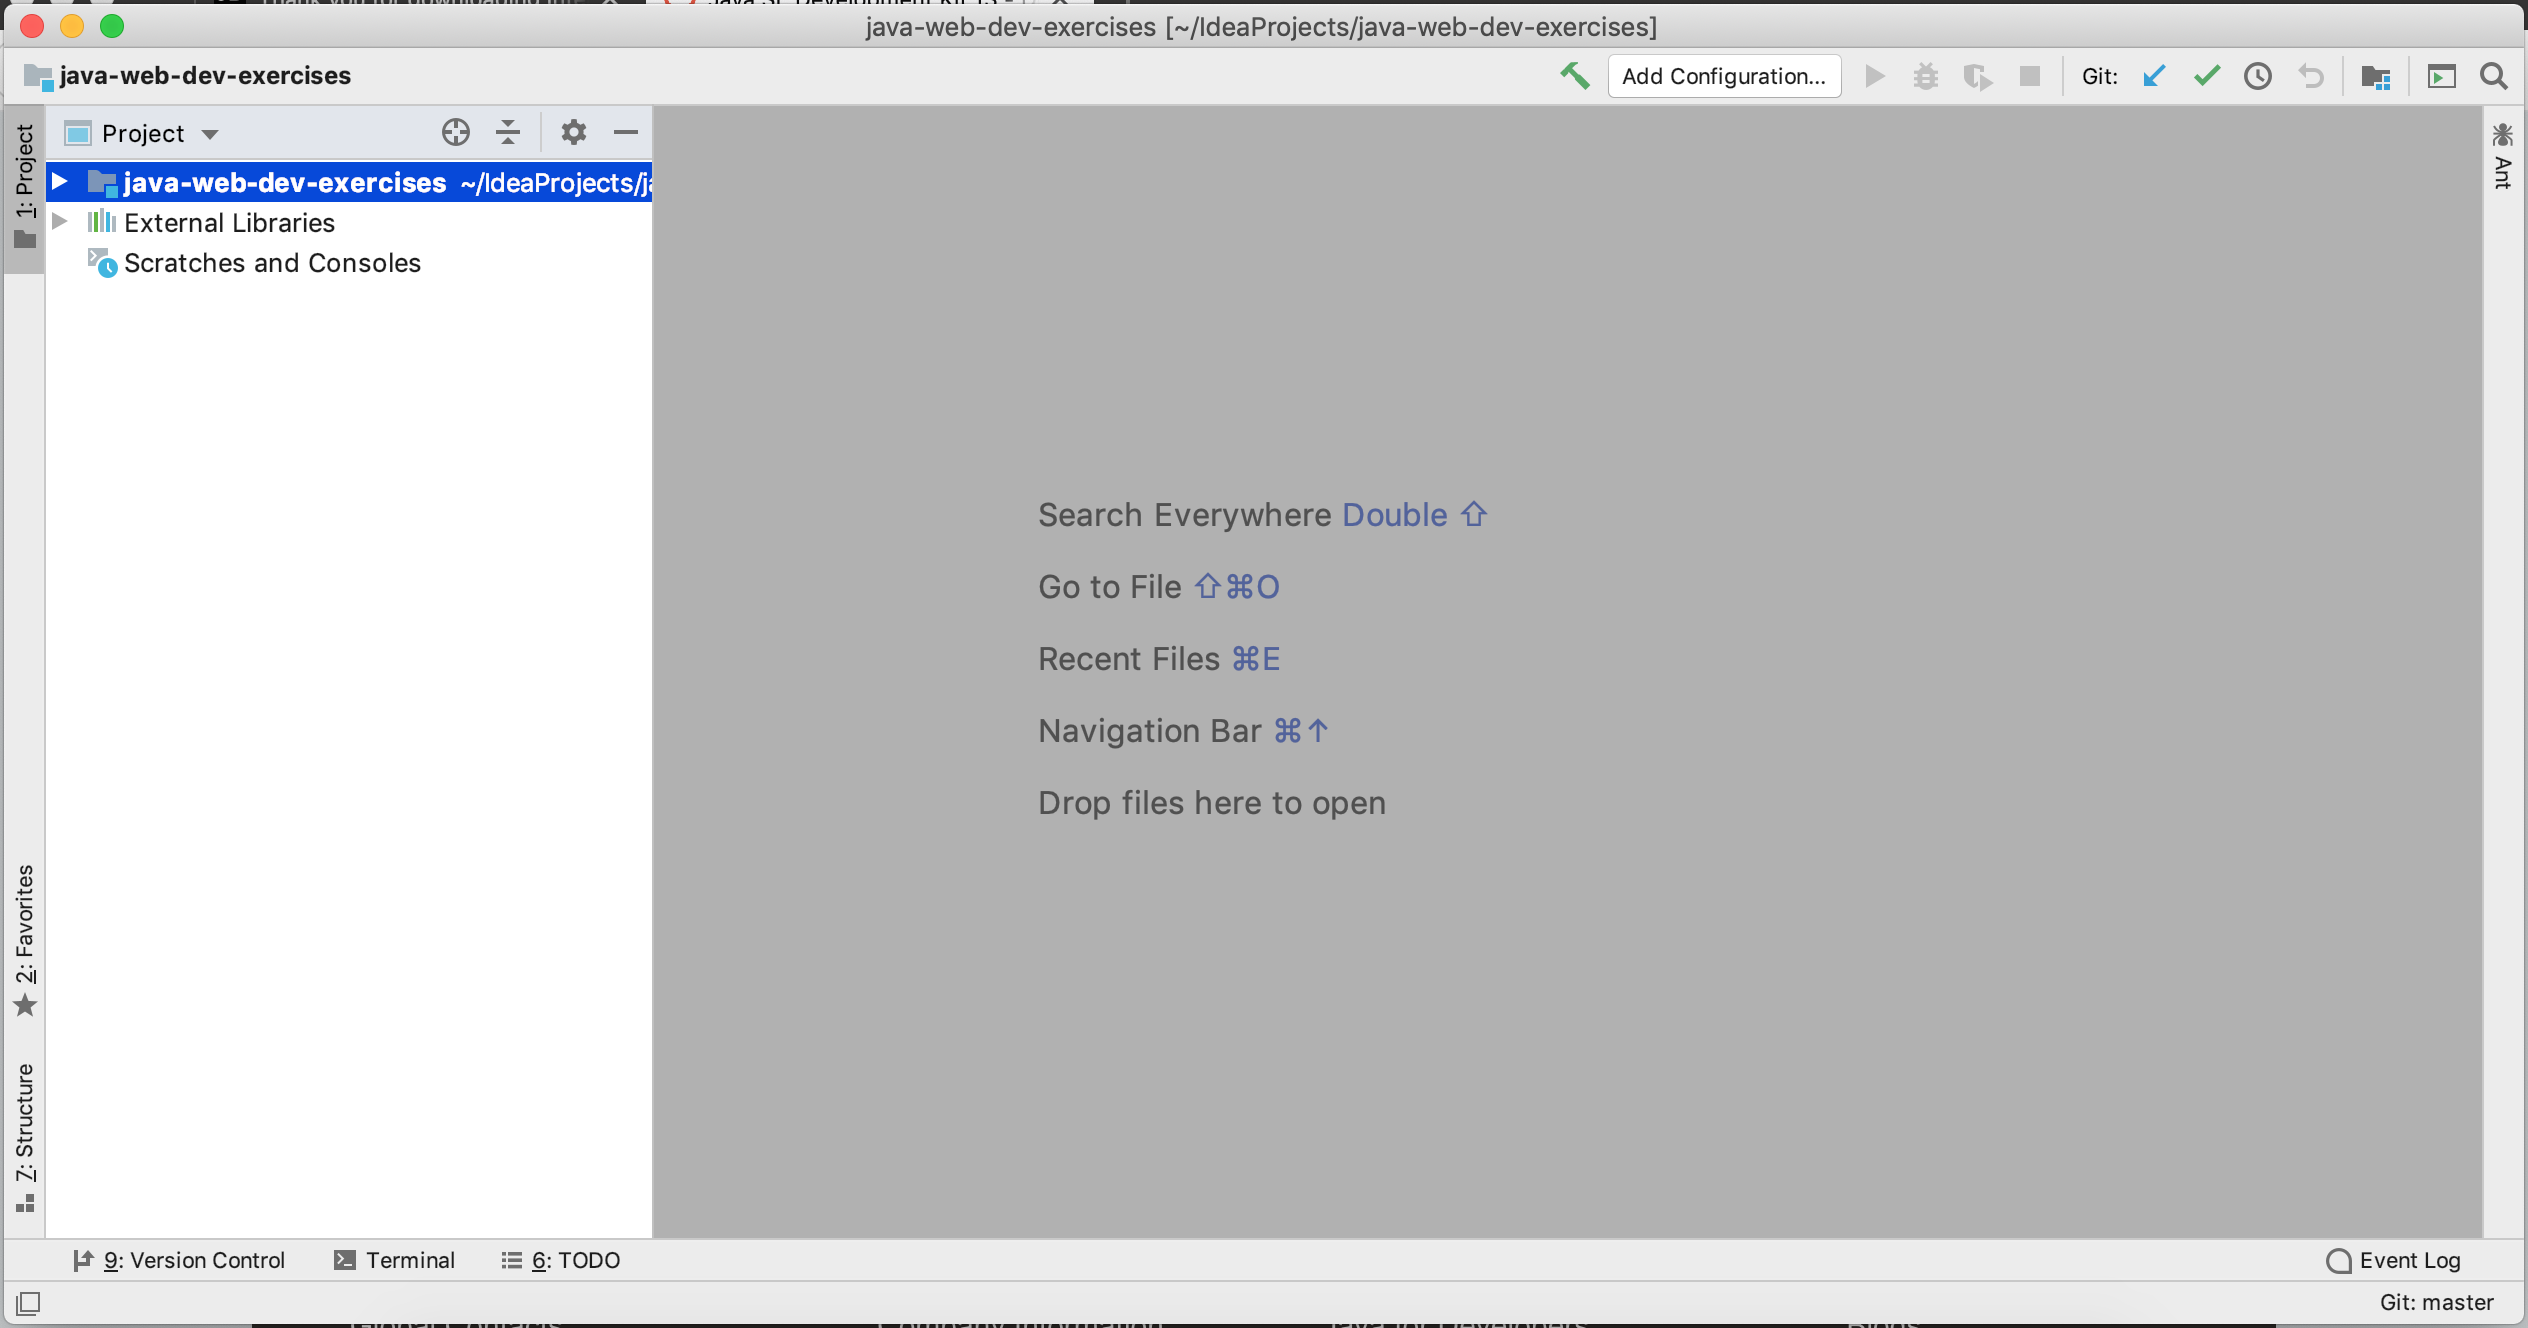 java-web-dev-exercises [~/IdeaProjects/java-web-dev-exercises]
java-web-dev-exercises
Add Configuration...
Git:
1: Project
Project
java-web-dev-exercises ~/IdeaProjects/ja
External Libraries
Scratches and Consoles
Ant
Search Everywhere Double ⇧
Go to File ⇧⌘O
Recent Files ⌘E
Navigation Bar ⌘↑
Drop files here to open
2: Favorites
7: Structure
9: Version Control
Terminal
6: TODO
Event Log
Git: master